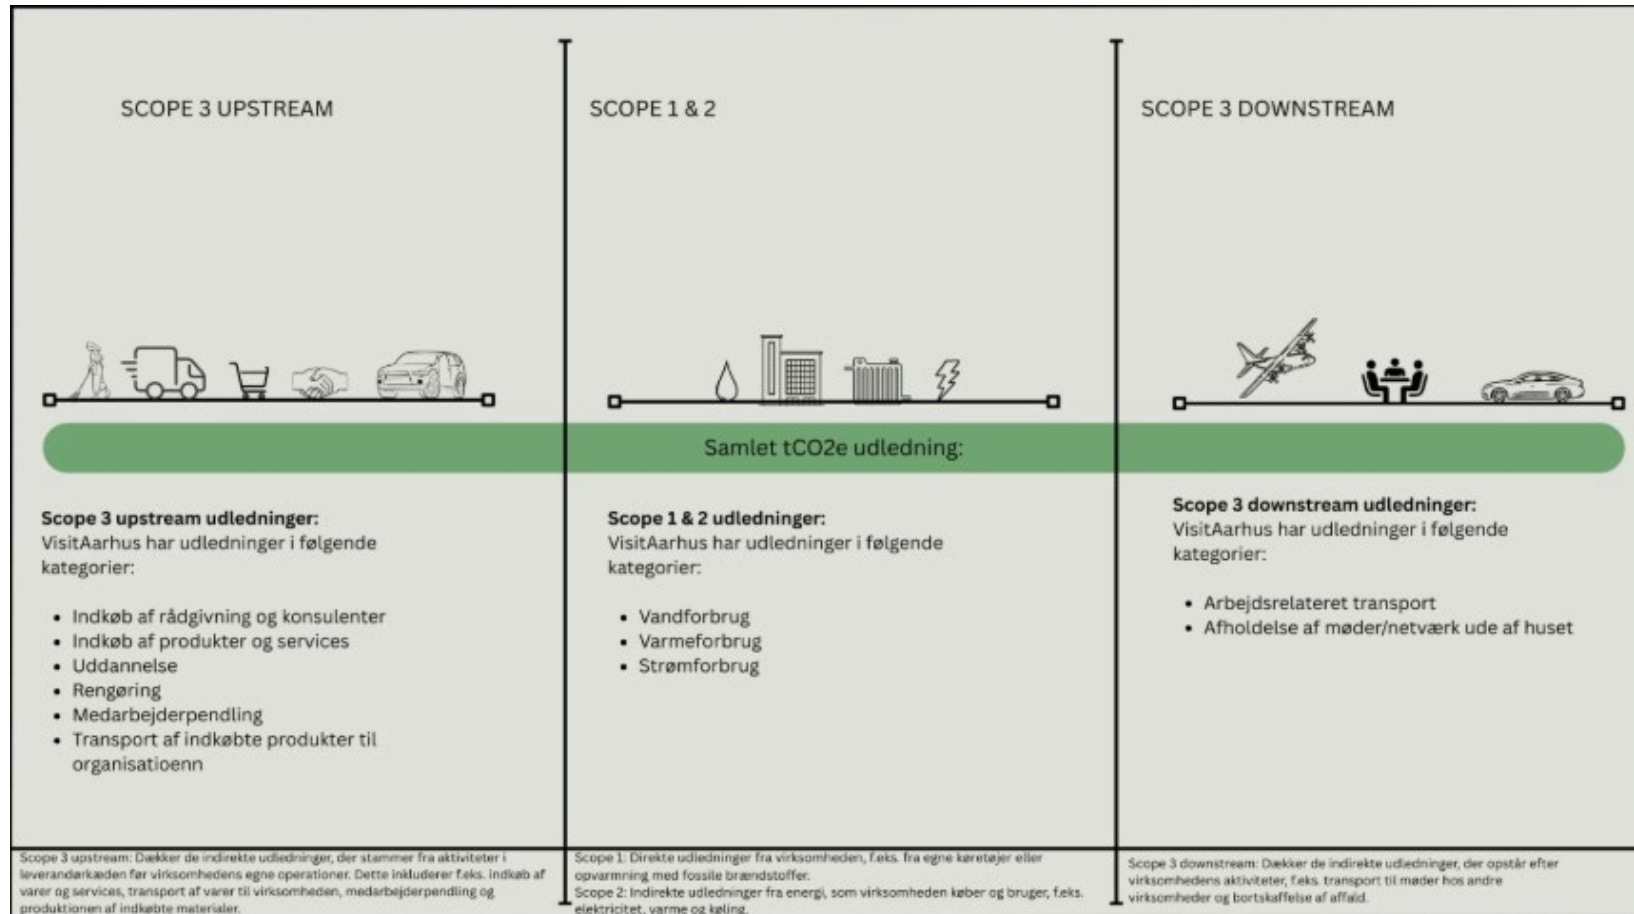 SCOPE 3 UPSTREAM
SCOPE 1 & 2
SCOPE 3 DOWNSTREAM
Samlet tCO2e udledning:
Scope 3 upstream udledninger:
VisitAarhus har udledninger i følgende
kategorier:
• Indkøb af rådgivning og konsulenter
• Indkøb af produkter og services
• Uddannelse
• Rengøring
• Medarbejderpendling
• Transport af indkøbte produkter til
organisatioenn
Scope 1 & 2 udledninger:
VisitAarhus har udledninger i følgende
kategorier:
• Vandforbrug
• Varmeforbrug
• Strømforbrug
Scope 3 downstream udledninger:
VisitAarhus har udledninger i følgende
kategorier:
• Arbejdsrelateret transport
• Afholdelse af møder/netværk ude af huset
Scope 3 upstream: Dækker de indirekte udledninger, der stammer fra aktiviteter i
leverandørkæden før virksomhedens egne operationer. Dette inkluderer f.eks. indkøb af
varer og services, transport af varer til virksomheden, medarbejderpendling og
produktionen af indkøbte materialer.
Scope 1: Direkte udledninger fra virksomheden, f.eks. fra egne køretøjer eller
opvarmning med fossile brændstoffer.
Scope 2: Indirekte udledninger fra energi, som virksomheden køber og bruger, f.eks.
elektricitet, varme og køling.
Scope 3 downstream: Dækker de indirekte udledninger, der opstår efter
virksomhedens aktiviteter, f.eks. transport til møder hos andre
virksomheder og bortskaffelse af affald.